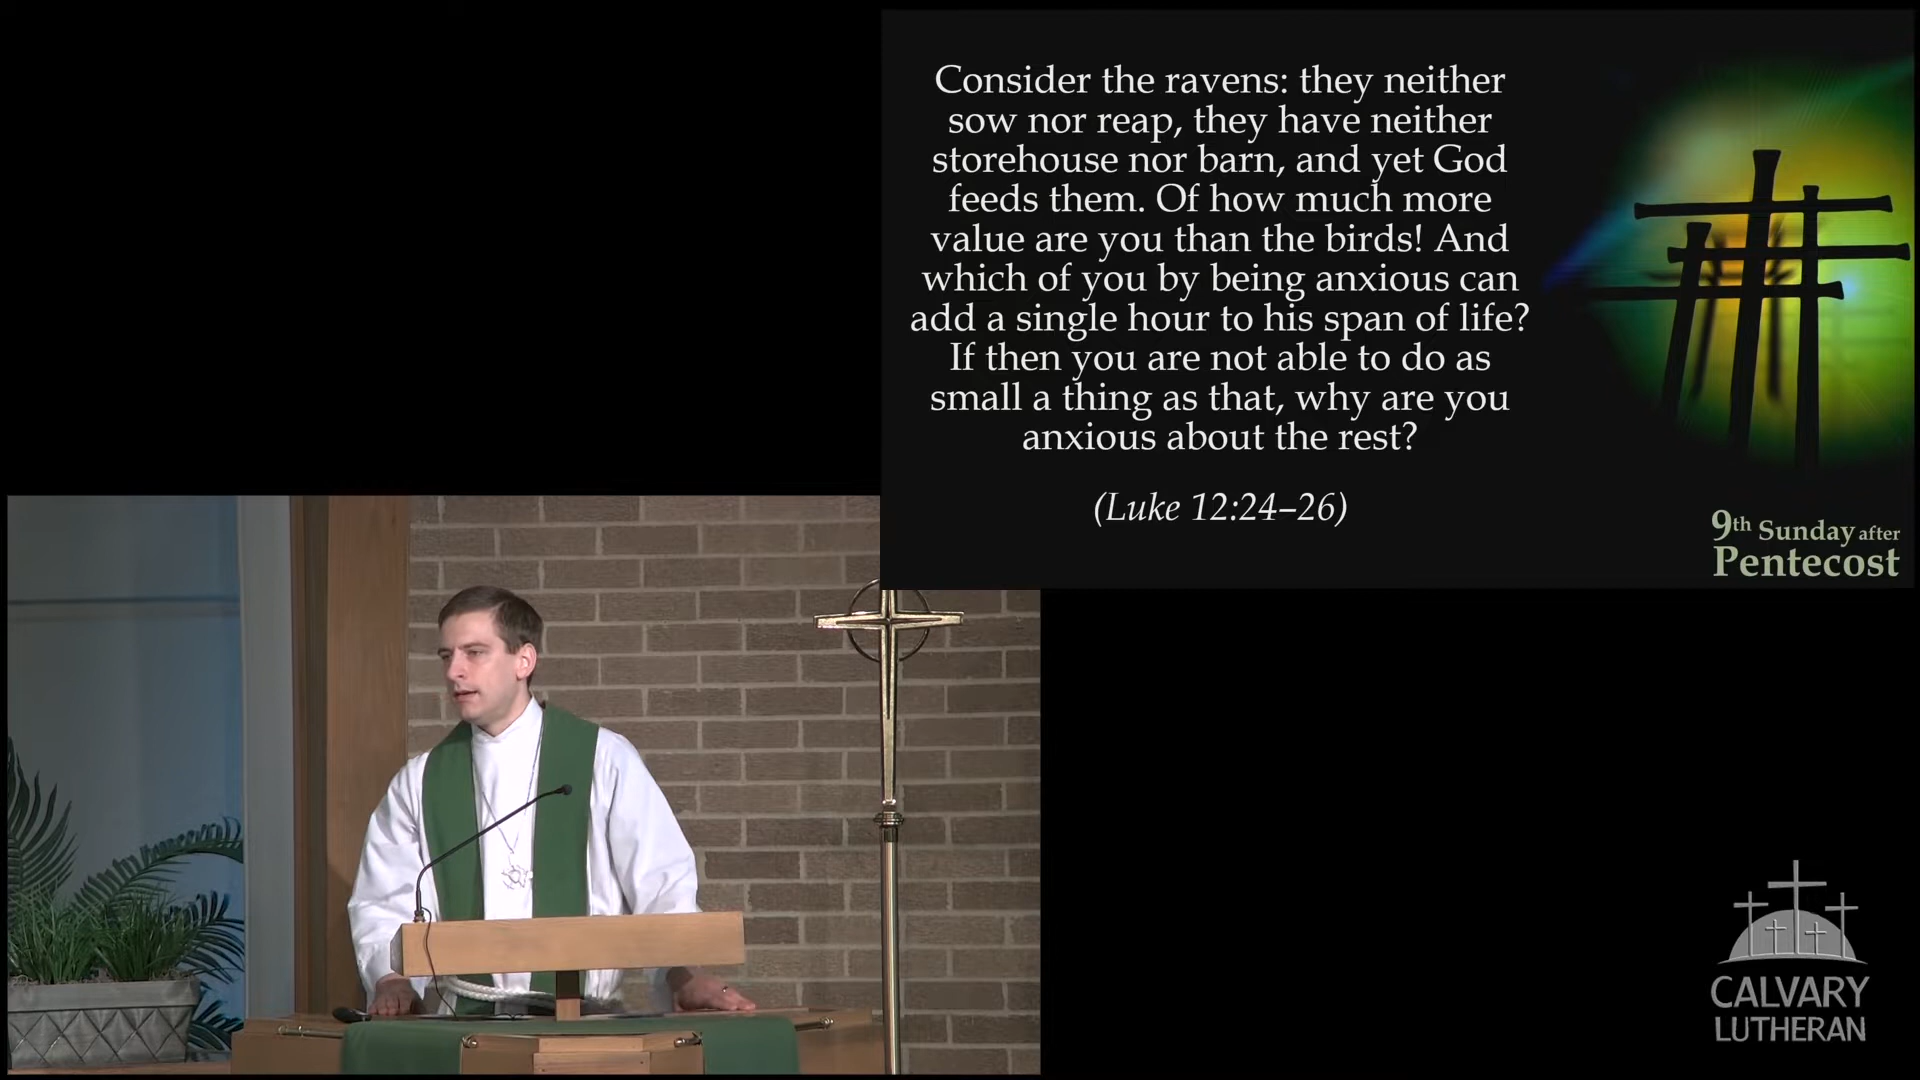 Consider the ravens: they neither
sow nor reap, they have neither
storehouse nor barn, and yet God
feeds them. Of how much more
value are you than the birds! And
which of you by being anxious can
add a single hour to his span of life?
If then you are not able to do as
small a thing as that, why are you
anxious about the rest?
(Luke 12:24–26)
9th Sunday after
Pentecost
CALVARY
LUTHERAN